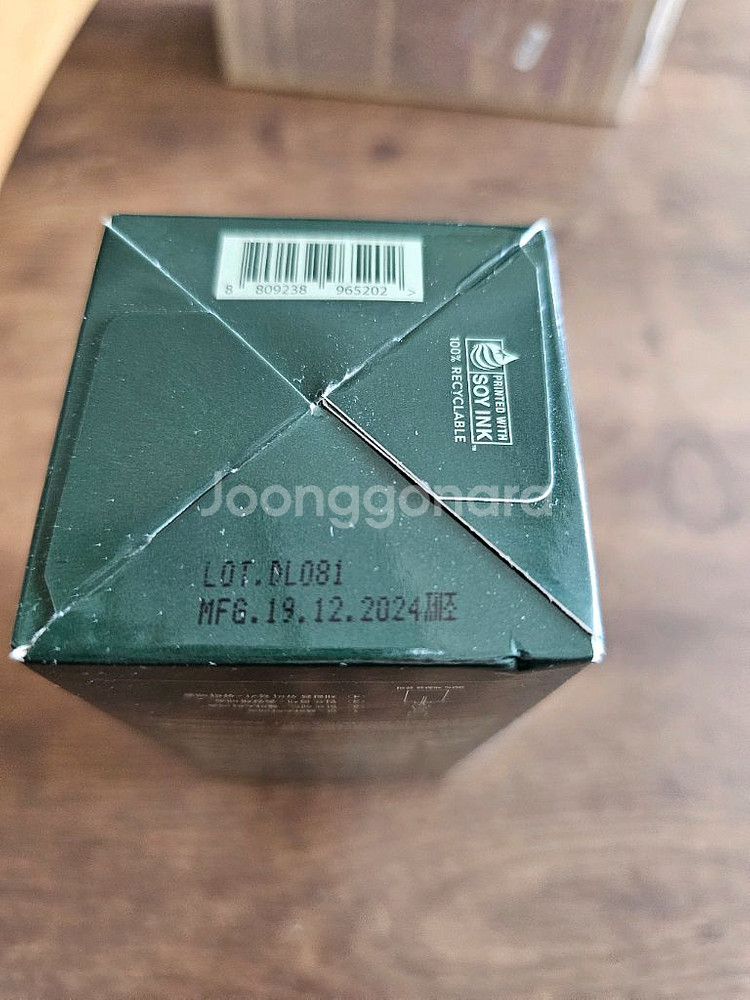 8 809238 965202 >
PRINTED WITH
SOY INK™
100% RECYCLABLE
Joonggonara
LOT.DL081
MFG.19.12.2024제조